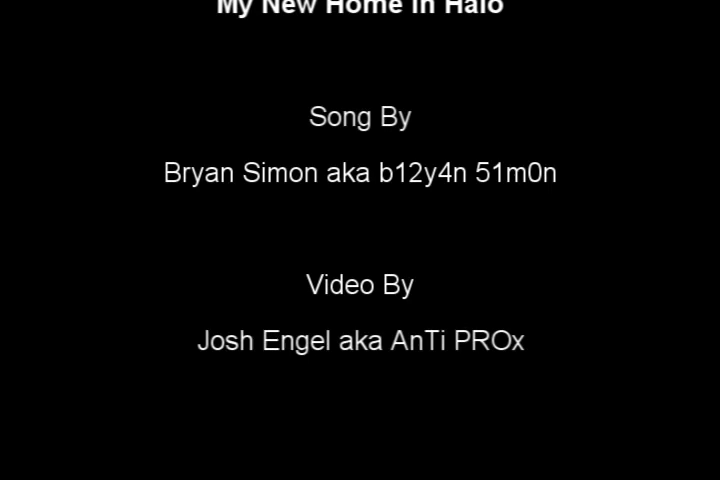 My New Home in Halo
Song By
Bryan Simon aka b12y4n 51m0n
Video By
Josh Engel aka AnTi PROx